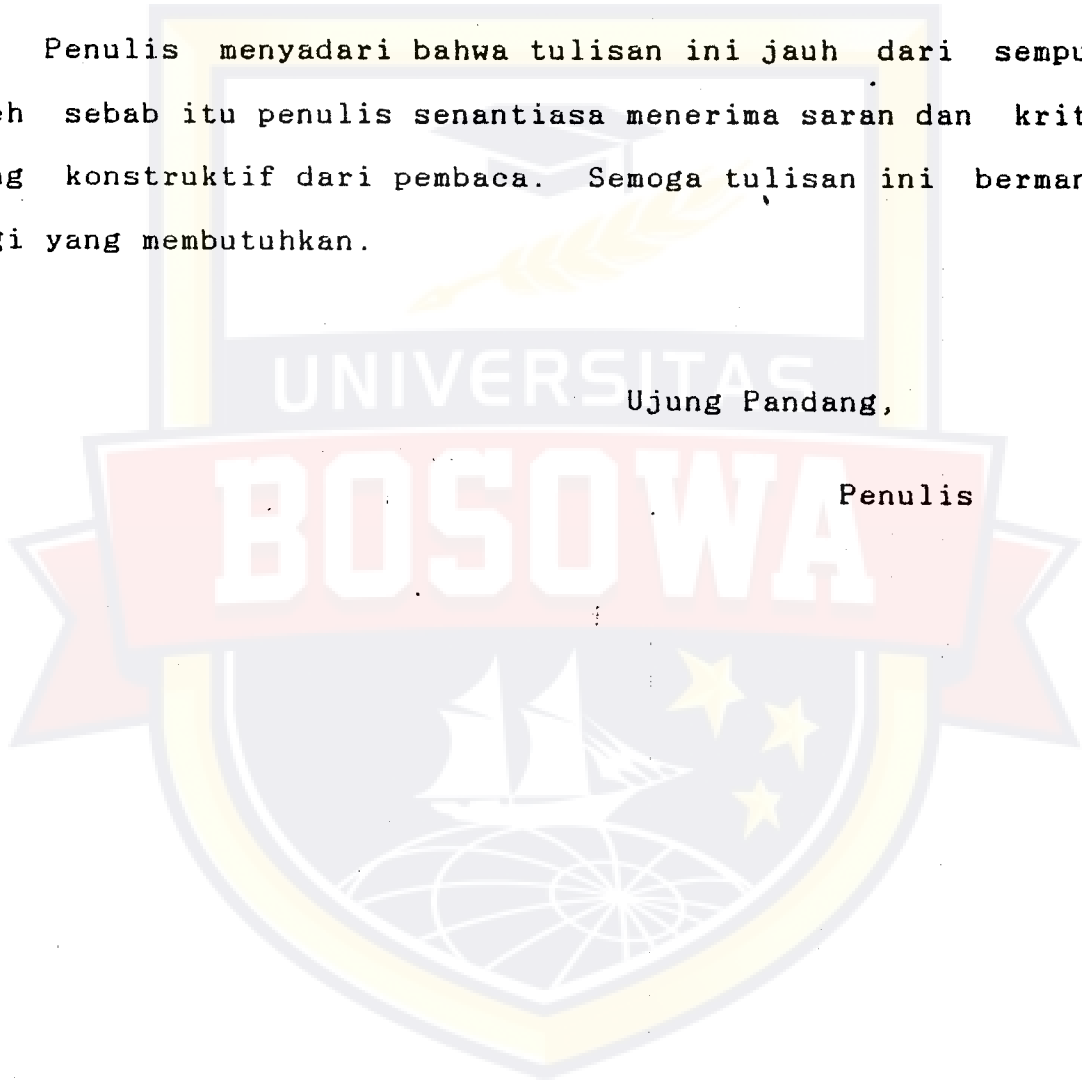 Penulis menyadari bahwa tulisan ini jauh dari sempu
eh sebab itu penulis senantiasa menerima saran dan krit
ng konstruktif dari pembaca. Semoga tulisan ini berman
gi yang membutuhkan.
UNIVERSITAS
Ujung Pandang,
BOSOWA
Penulis